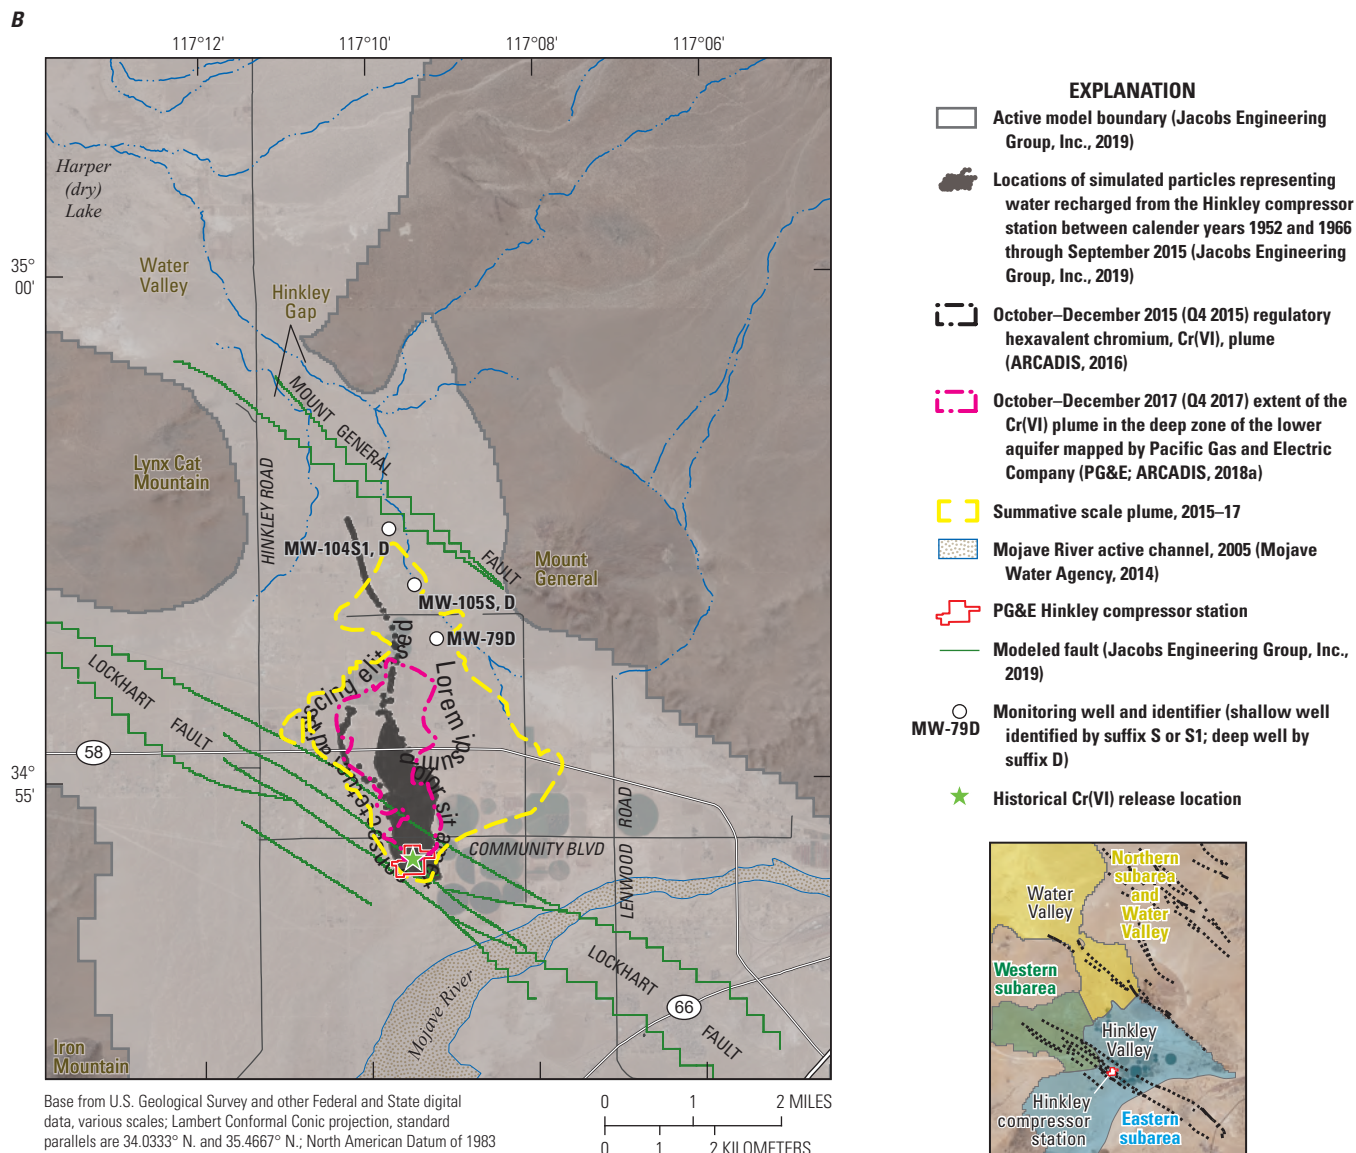 B
117°12'
117°10'
117°08'
117°06'
Harper
(dry)
Lake
35°
00'
Water
Valley
Hinkley
Gap
MOUNT
GENERAL
FAULT
Lynx Cat
Mountain
HINKLEY ROAD
MW-104S1, D
Mount
General
MW-105S, D
MW-79D
LOCKHART
FAULT
Lorem ipsum dolor sit a
scing elit
sed
58
34°
55'
COMMUNITY BLVD
LENWOOD ROAD
LOCKHART
FAULT
Mojave River
66
Iron
Mountain
Base from U.S. Geological Survey and other Federal and State digital
data, various scales; Lambert Conformal Conic projection, standard
parallels are 34.0333° N. and 35.4667° N.; North American Datum of 1983
0 1 2 MILES
0 1 2 KILOMETERS
EXPLANATION
Active model boundary (Jacobs Engineering
Group, Inc., 2019)
Locations of simulated particles representing
water recharged from the Hinkley compressor
station between calender years 1952 and 1966
through September 2015 (Jacobs Engineering
Group, Inc., 2019)
October–December 2015 (Q4 2015) regulatory
hexavalent chromium, Cr(VI), plume
(ARCADIS, 2016)
October–December 2017 (Q4 2017) extent of the
Cr(VI) plume in the deep zone of the lower
aquifer mapped by Pacific Gas and Electric
Company (PG&E; ARCADIS, 2018a)
Summative scale plume, 2015–17
Mojave River active channel, 2005 (Mojave
Water Agency, 2014)
PG&E Hinkley compressor station
Modeled fault (Jacobs Engineering Group, Inc.,
2019)
MW-79D
Monitoring well and identifier (shallow well
identified by suffix S or S1; deep well by
suffix D)
Historical Cr(VI) release location
Northern
subarea
and
Water
Valley
Water
Valley
Western
subarea
Hinkley
Valley
Hinkley
compressor
station
Eastern
subarea